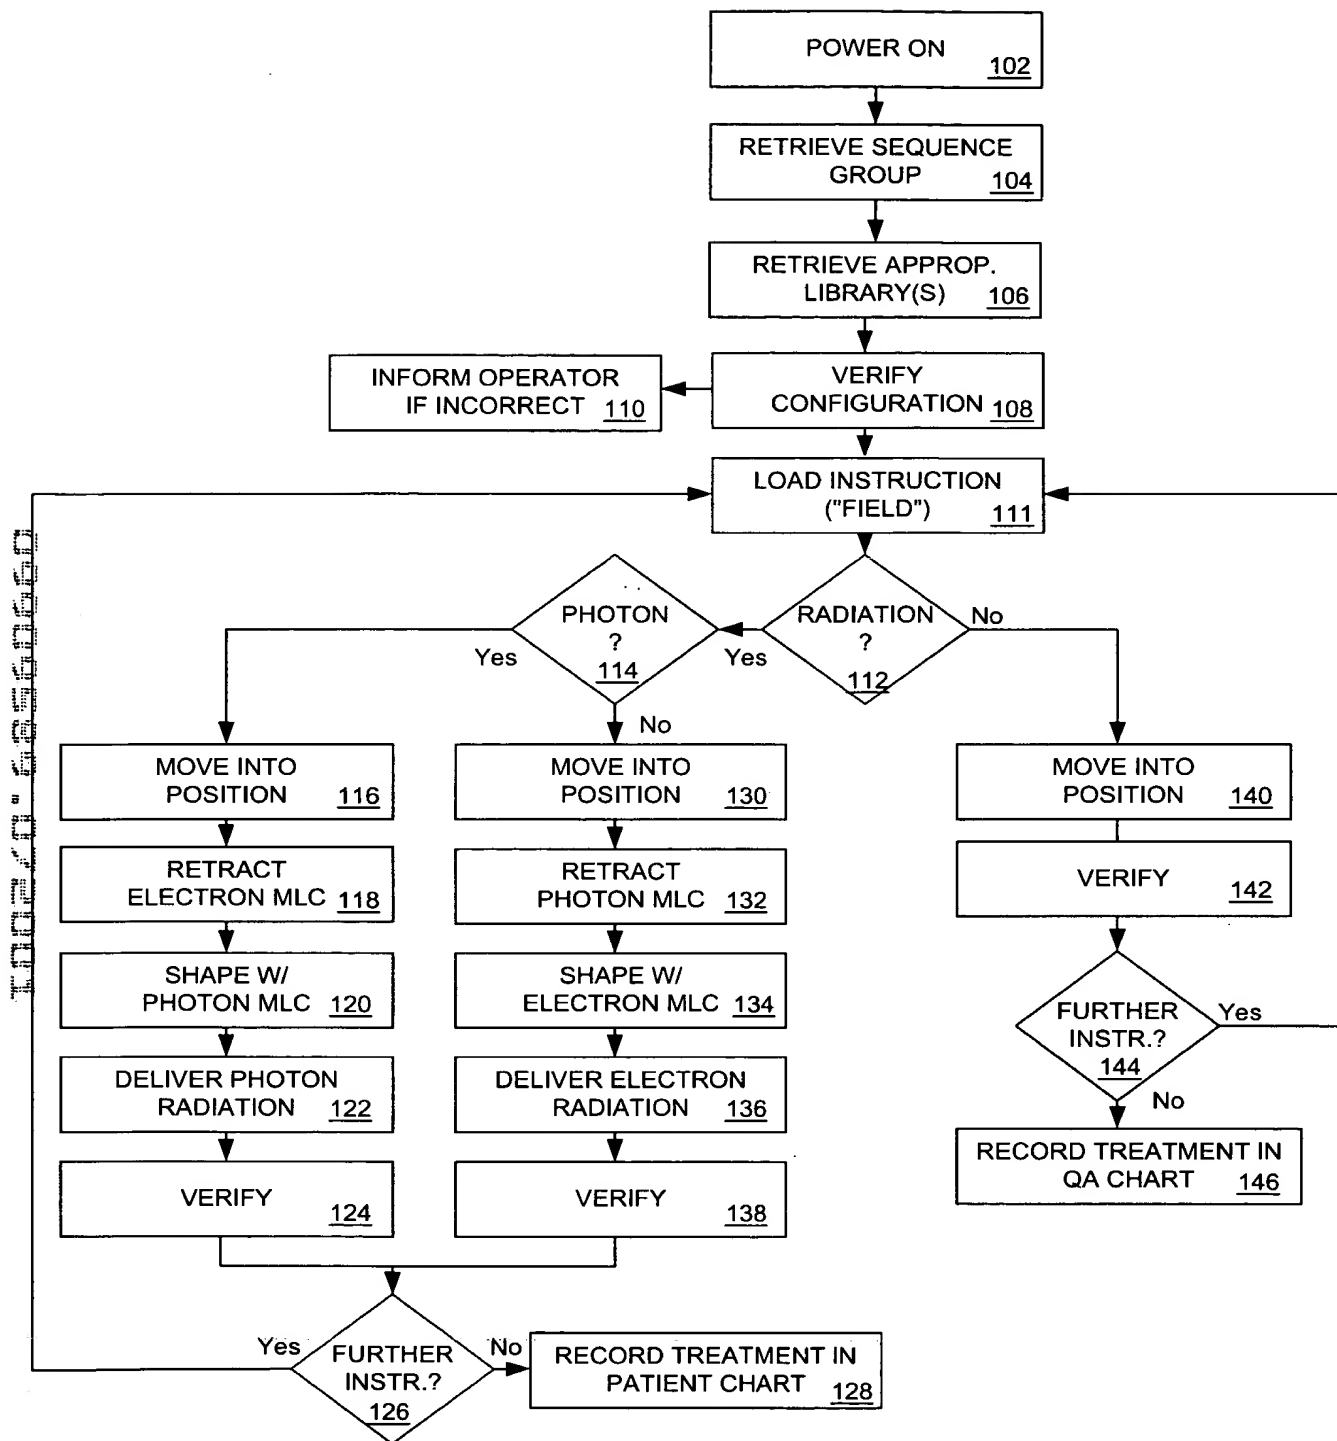 POWER ON
102
RETRIEVE SEQUENCE
GROUP
104
RETRIEVE APPROP.
LIBRARY(S)
106
VERIFY
CONFIGURATION
108
INFORM OPERATOR
IF INCORRECT
110
LOAD INSTRUCTION
("FIELD")
111
RADIATION
?
112
No
Yes
PHOTON
?
114
Yes
No
MOVE INTO
POSITION
116
RETRACT
ELECTRON MLC
118
SHAPE W/
PHOTON MLC
120
DELIVER PHOTON
RADIATION
122
VERIFY
124
MOVE INTO
POSITION
130
RETRACT
PHOTON MLC
132
SHAPE W/
ELECTRON MLC
134
DELIVER ELECTRON
RADIATION
136
VERIFY
138
MOVE INTO
POSITION
140
VERIFY
142
FURTHER
INSTR.?
144
Yes
No
RECORD TREATMENT IN
QA CHART
146
FURTHER
INSTR.?
126
Yes
No
RECORD TREATMENT IN
PATIENT CHART
128